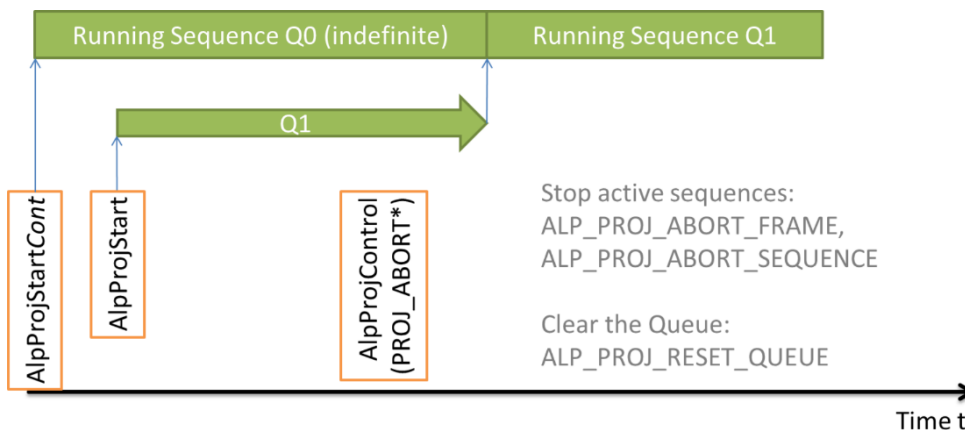 Running Sequence Q0 (indefinite)
Running Sequence Q1
Q1
AlpProjStartCont
AlpProjStart
AlpProjControl
(PROJ_ABORT*)
Stop active sequences:
ALP_PROJ_ABORT_FRAME,
ALP_PROJ_ABORT_SEQUENCE
Clear the Queue:
ALP_PROJ_RESET_QUEUE
Time t